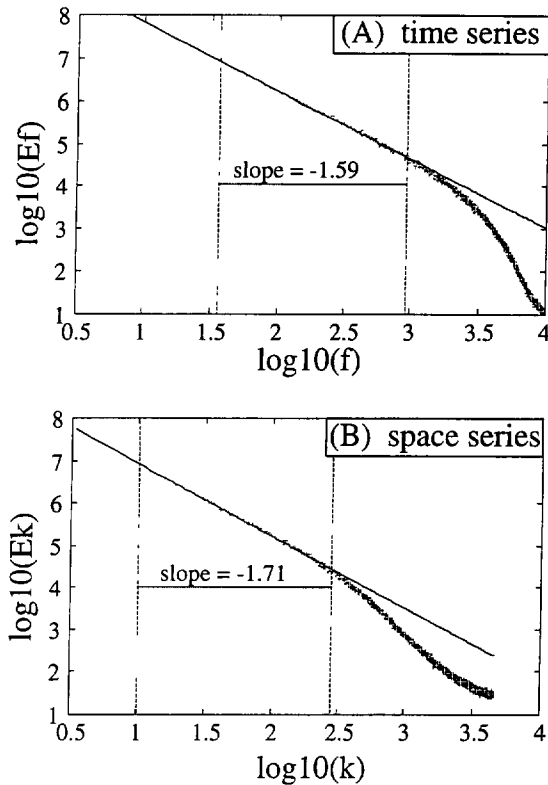 (A) time series
8
7
6
5
4
3
2
1
log10(Ef)
slope = -1.59
0.5 1 1.5 2 2.5 3 3.5 4
log10(f)
(B) space series
8
7
6
5
4
3
2
1
log10(Ek)
slope = -1.71
0.5 1 1.5 2 2.5 3 3.5 4
log10(k)